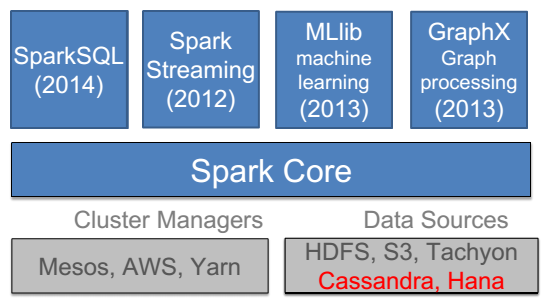 SparkSQL
(2014)
Spark
Streaming
(2012)
MLlib
machine
learning
(2013)
GraphX
Graph
processing
(2013)
Spark Core
Cluster Managers
Data Sources
Mesos, AWS, Yarn
HDFS, S3, Tachyon
Cassandra, Hana